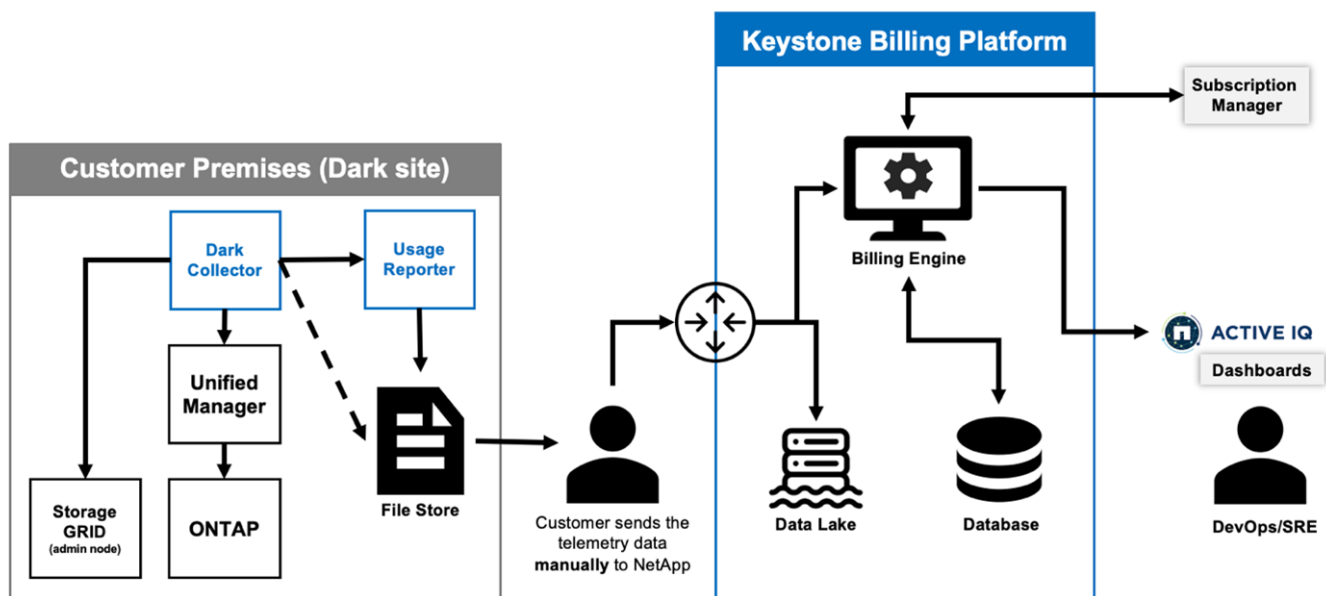 Keystone Billing Platform
Subscription
Manager
Customer Premises (Dark site)
Dark
Collector
Usage
Reporter
Billing Engine
ACTIVE IQ
Dashboards
Unified
Manager
Storage
GRID
(admin node)
ONTAP
File Store
Customer sends the
telemetry data
manually to NetApp
Data Lake
Database
DevOps/SRE